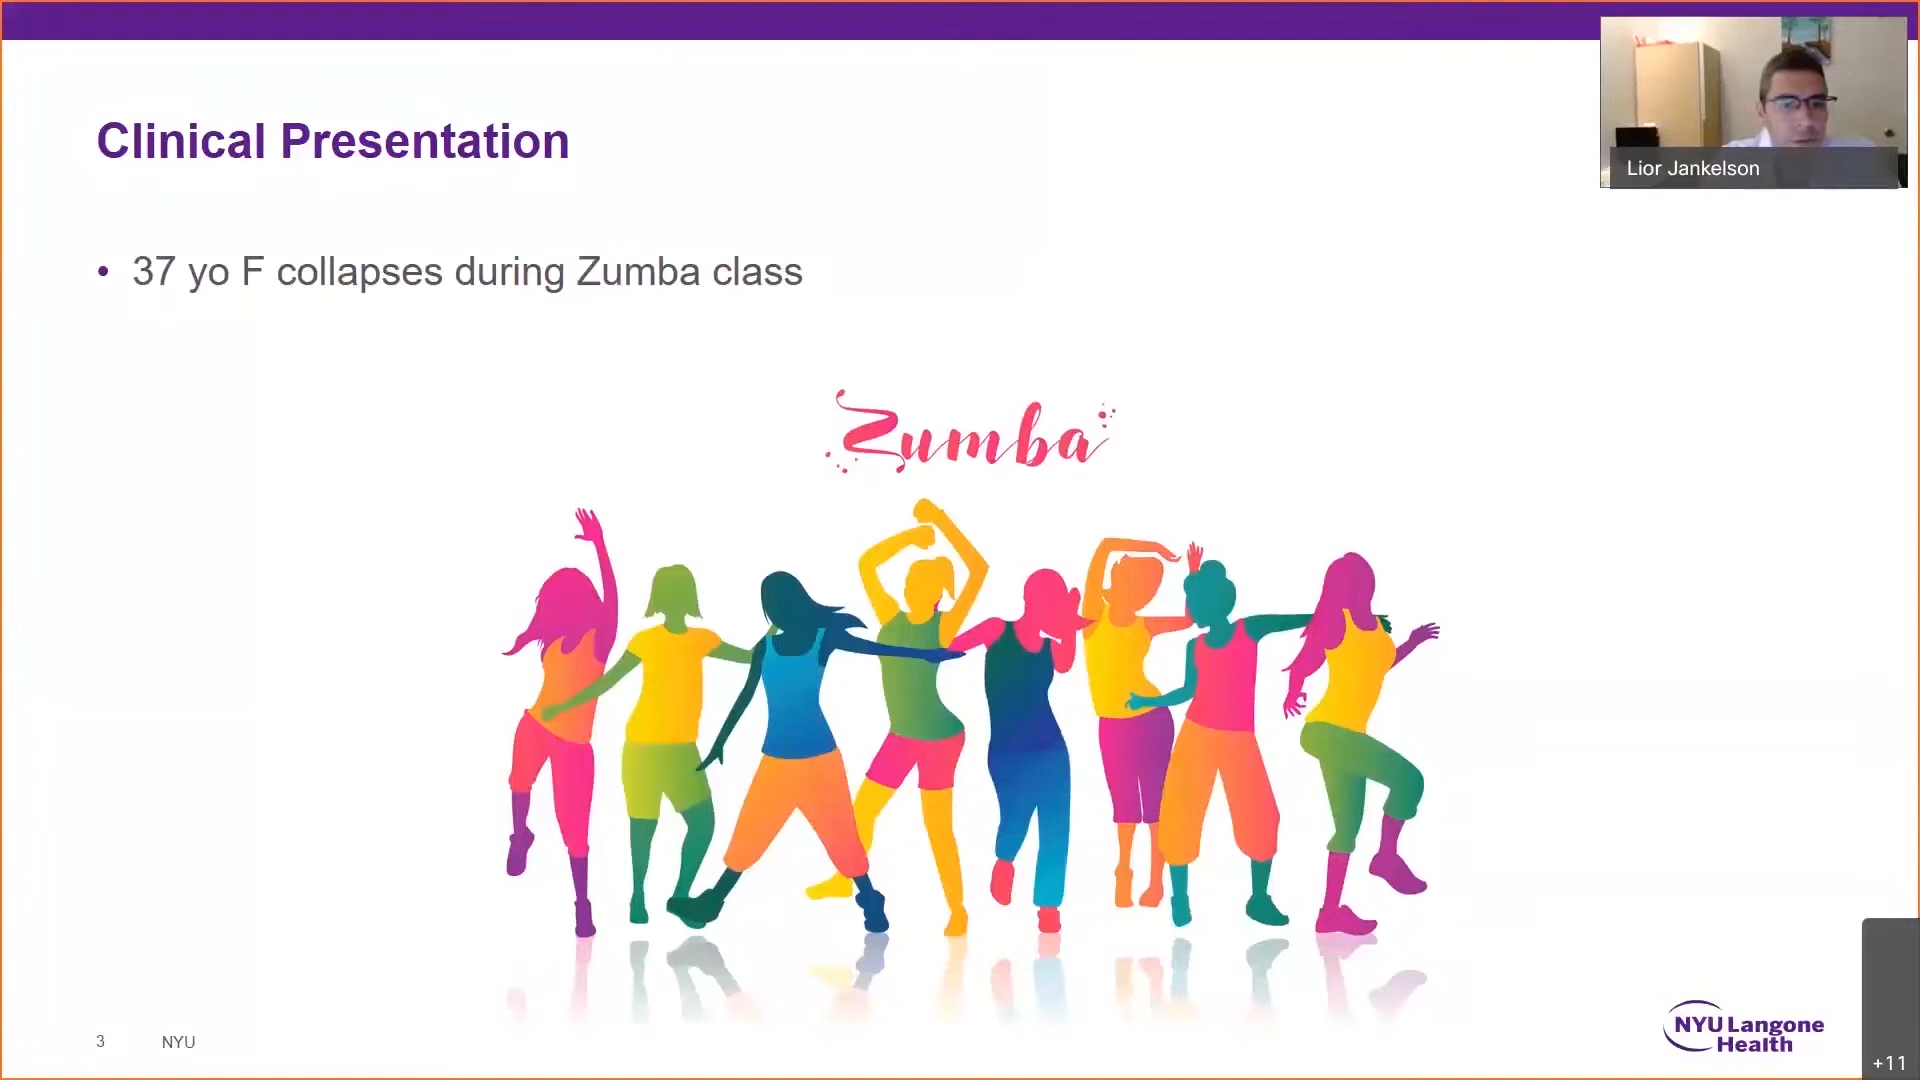 Clinical Presentation
Lior Jankelson
• 37 yo F collapses during Zumba class
Zumba
3
NYU
NYU Langone
Health
+11